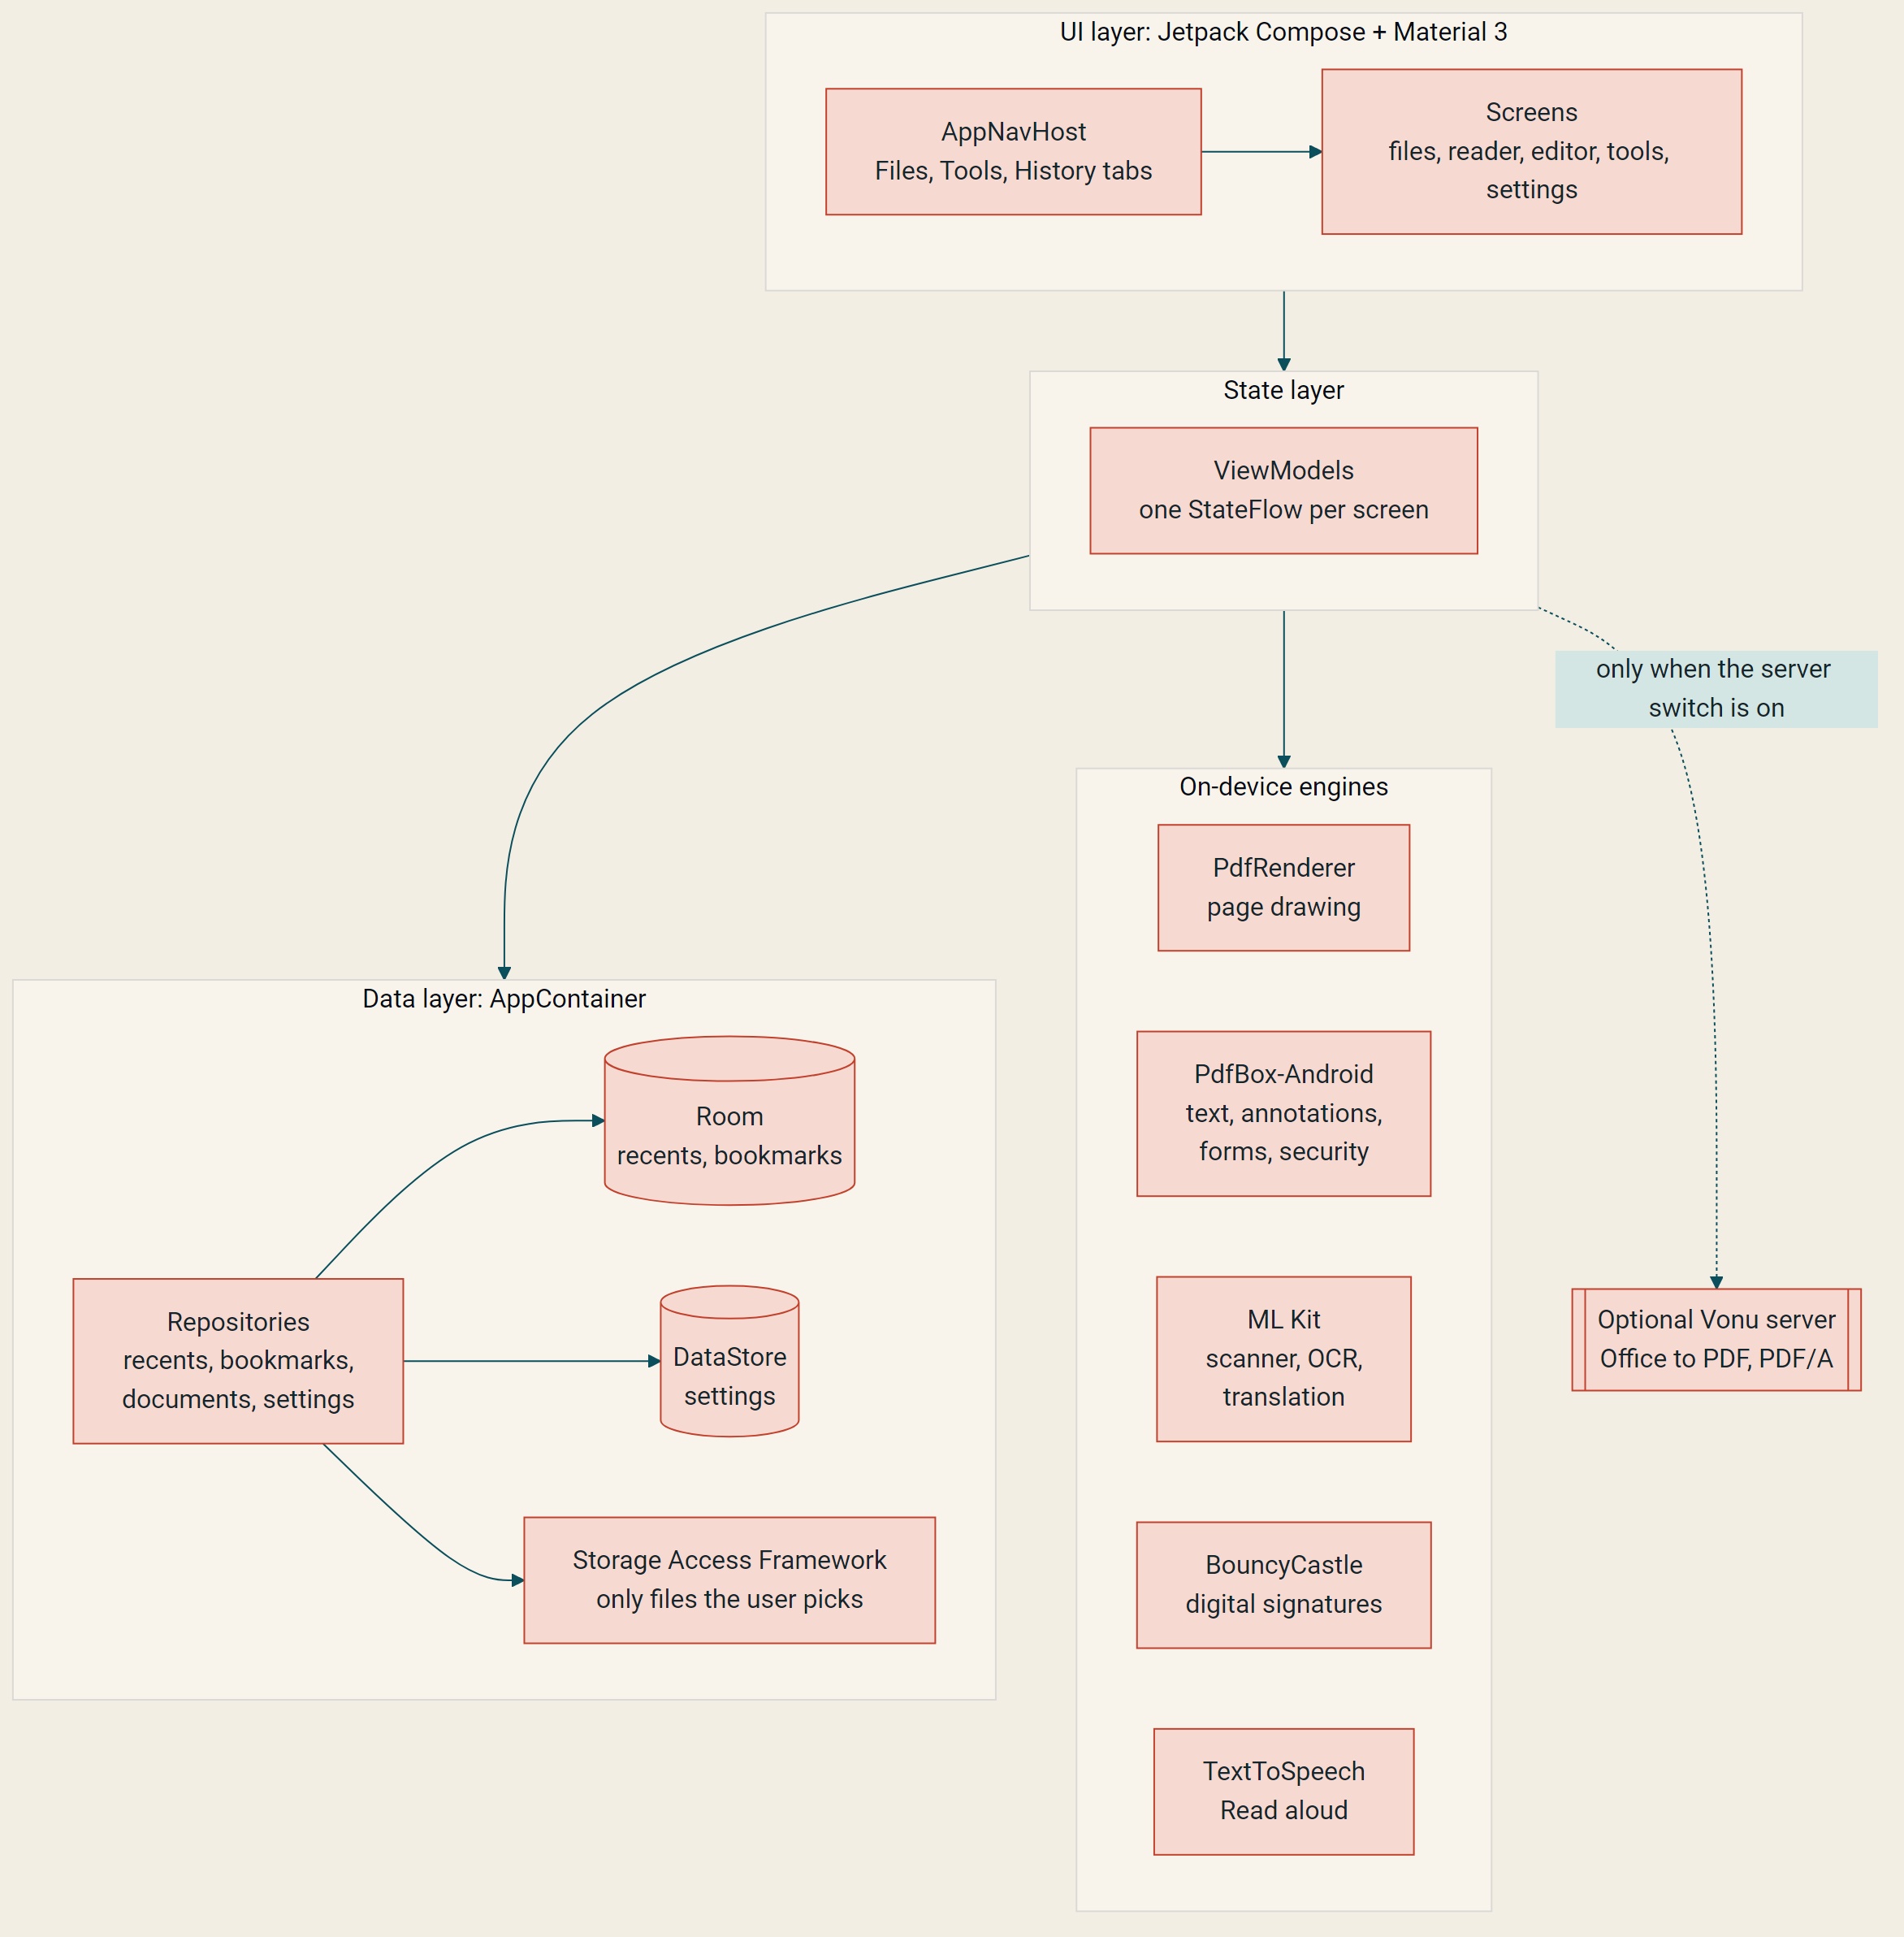 UI layer: Jetpack Compose + Material 3
AppNavHost
Files, Tools, History tabs
Screens
files, reader, editor, tools,
settings
State layer
ViewModels
one StateFlow per screen
only when the server
switch is on
On-device engines
PdfRenderer
page drawing
PdfBox-Android
text, annotations,
forms, security
ML Kit
scanner, OCR,
translation
BouncyCastle
digital signatures
TextToSpeech
Read aloud
Data layer: AppContainer
Room
recents, bookmarks
Repositories
recents, bookmarks,
documents, settings
DataStore
settings
Storage Access Framework
only files the user picks
Optional Vonu server
Office to PDF, PDF/A